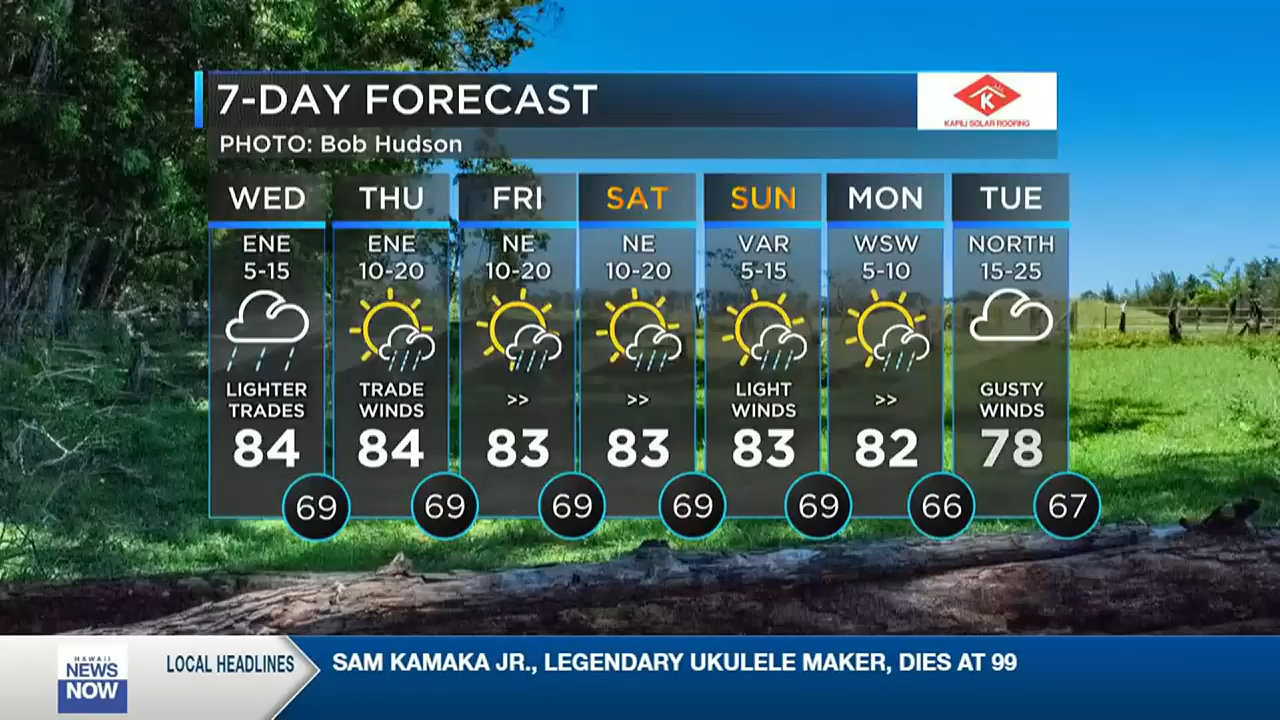 7-DAY FORECAST
K
KAPILI SOLAR ROOFING
PHOTO: Bob Hudson
WED THU FRI SAT SUN MON TUE
ENE ENE NE NE VAR WSW NORTH
5-15 10-20 10-20 10-20 5-15 5-10 15-25
LIGHTER TRADE >> >> LIGHT >> GUSTY
TRADES WINDS WINDS WINDS
84 84 83 83 83 82 78
69 69 69 69 69 66 67
HAWAII
NEWS
NOW
LOCAL HEADLINES
SAM KAMAKA JR., LEGENDARY UKULELE MAKER, DIES AT 99